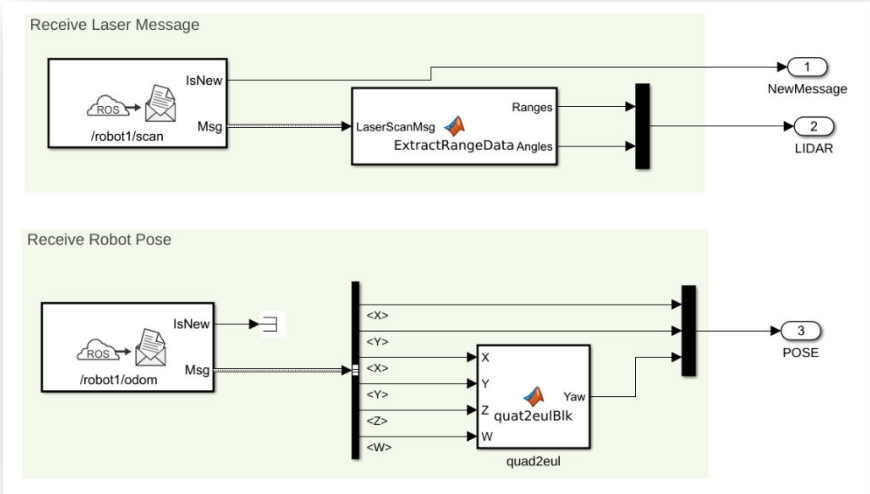 Receive Laser Message
IsNew
ROS
Msg
/robot1/scan
LaserScanMsg
Ranges
ExtractRangeData
Angles
1
NewMessage
2
LIDAR
Receive Robot Pose
IsNew
ROS
Msg
/robot1/odom
<X>
<Y>
<X>
<Y>
<Z>
<W>
X
Y
Z
W
Yaw
quat2eulBlk
quad2eul
3
POSE